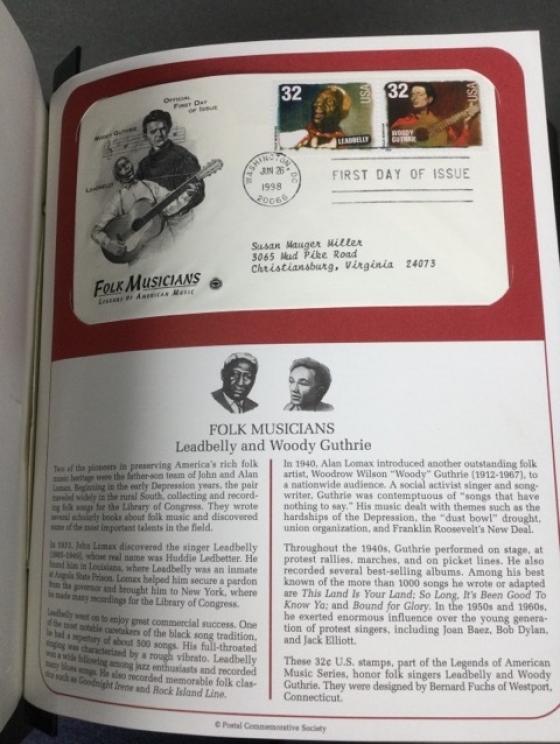 OFFICIAL
FIRST DAY
OF ISSUE
WOODY GUTHRIE
LEADBELLY
FOLK MUSICIANS
LEGENDS OF AMERICAN MUSIC
32
USA
LEADBELLY
32
USA
WOODY
GUTHRIE
WASHINGTON, DC
JUN 26
1998
20066
FIRST DAY OF ISSUE
Susan Mauger Miller
3065 Mud Pike Road
Christiansburg, Virginia 24073
FOLK MUSICIANS
Leadbelly and Woody Guthrie
Two of the pioneers in preserving America's rich folk
music heritage were the father-son team of John and Alan
Lomax. Beginning in the early Depression years, the pair
traveled widely in the rural South, collecting and record-
ing folk songs for the Library of Congress. They wrote
several scholarly books about folk music and discovered
some of the most important talents in the field.
In 1933, John Lomax discovered the singer Leadbelly
(1885-1949), whose real name was Huddie Ledbetter. He
found him in Louisiana, where Leadbelly was an inmate
at Angola State Prison. Lomax helped him secure a pardon
from the governor and brought him to New York, where
he made many recordings for the Library of Congress.
Leadbelly went on to enjoy great commercial success. One
of the most notable caretakers of the black song tradition,
he had a repertory of about 500 songs. His full-throated
singing was characterized by a rough vibrato. Leadbelly
won a wide following among jazz enthusiasts and recorded
many blues songs. He also recorded memorable folk clas-
sics such as Goodnight Irene and Rock Island Line.
In 1940, Alan Lomax introduced another outstanding folk
artist, Woodrow Wilson "Woody" Guthrie (1912-1967), to
a nationwide audience. A social activist singer and song-
writer, Guthrie was contemptuous of "songs that have
nothing to say." His music dealt with themes such as the
hardships of the Depression, the "dust bowl" drought,
union organization, and Franklin Roosevelt's New Deal.
Throughout the 1940s, Guthrie performed on stage, at
protest rallies, marches, and on picket lines. He also
recorded several best-selling albums. Among his best
known of the more than 1000 songs he wrote or adapted
are This Land Is Your Land; So Long, It's Been Good To
Know Ya; and Bound for Glory. In the 1950s and 1960s,
he exerted enormous influence over the young genera-
tion of protest singers, including Joan Baez, Bob Dylan,
and Jack Elliott.
These 32¢ U.S. stamps, part of the Legends of American
Music Series, honor folk singers Leadbelly and Woody
Guthrie. They were designed by Bernard Fuchs of Westport,
Connecticut.
© Postal Commemorative Society